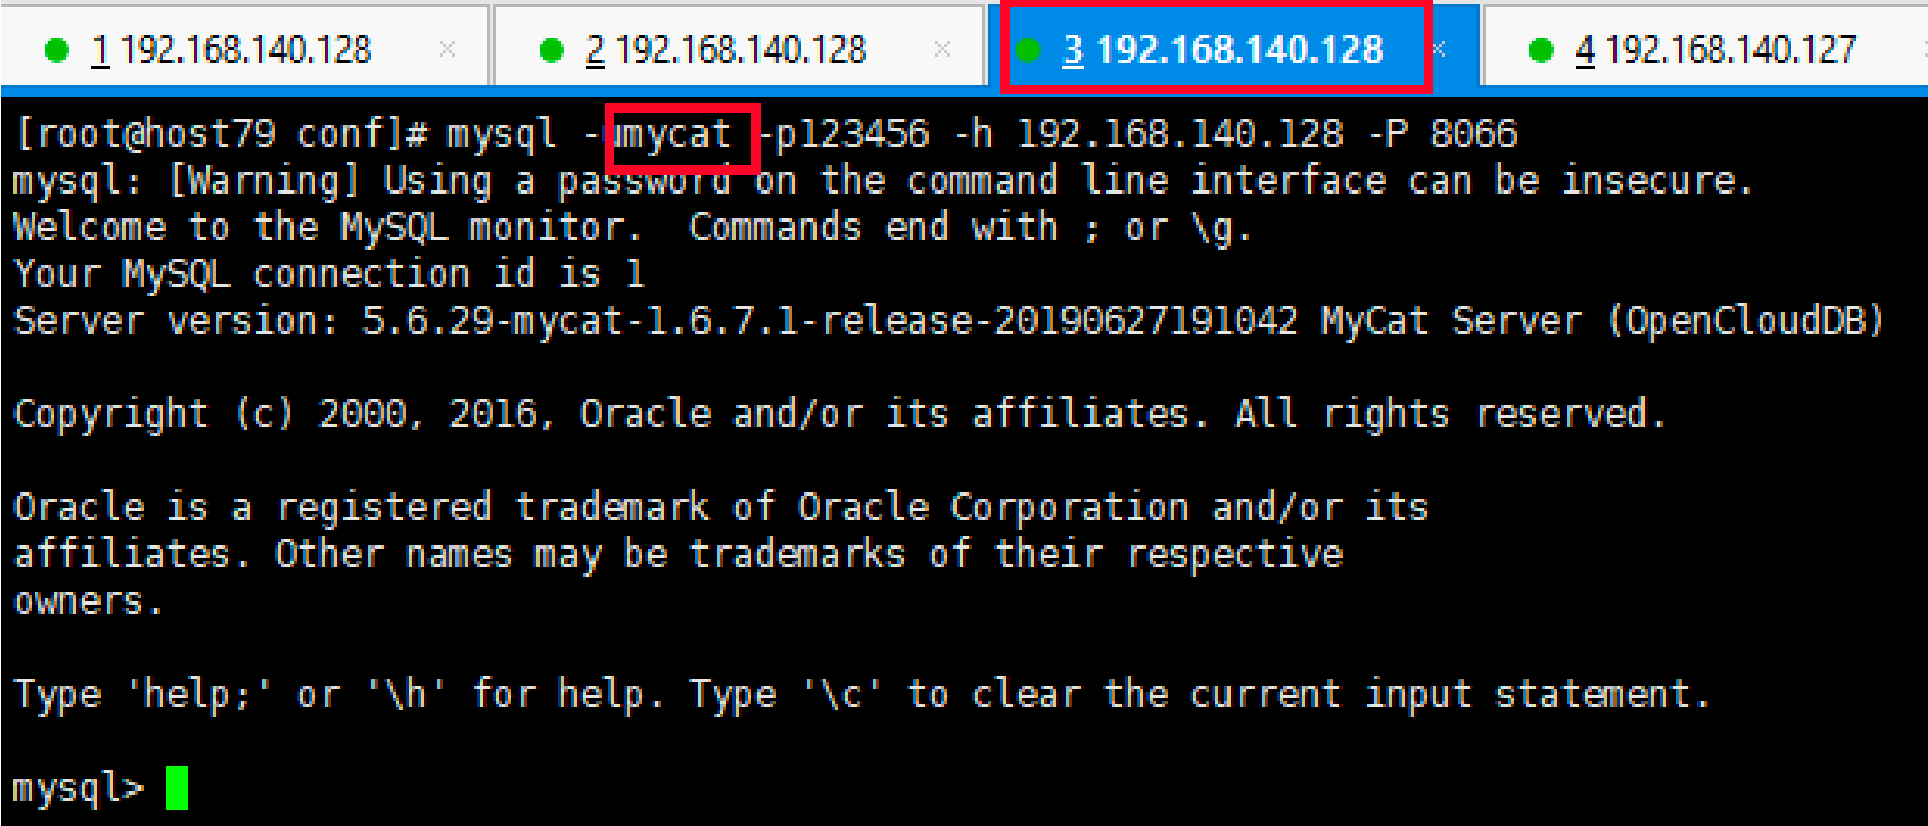 1 192.168.140.128 ×
2 192.168.140.128 ×
3 192.168.140.128 ×
4 192.168.140.127
[root@host79 conf]# mysql -umycat -p123456 -h 192.168.140.128 -P 8066
mysql: [Warning] Using a password on the command line interface can be insecure.
Welcome to the MySQL monitor.  Commands end with ; or \g.
Your MySQL connection id is 1
Server version: 5.6.29-mycat-1.6.7.1-release-20190627191042 MyCat Server (OpenCloudDB)
Copyright (c) 2000, 2016, Oracle and/or its affiliates. All rights reserved.
Oracle is a registered trademark of Oracle Corporation and/or its
affiliates. Other names may be trademarks of their respective
owners.
Type 'help;' or '\h' for help. Type '\c' to clear the current input statement.
mysql>